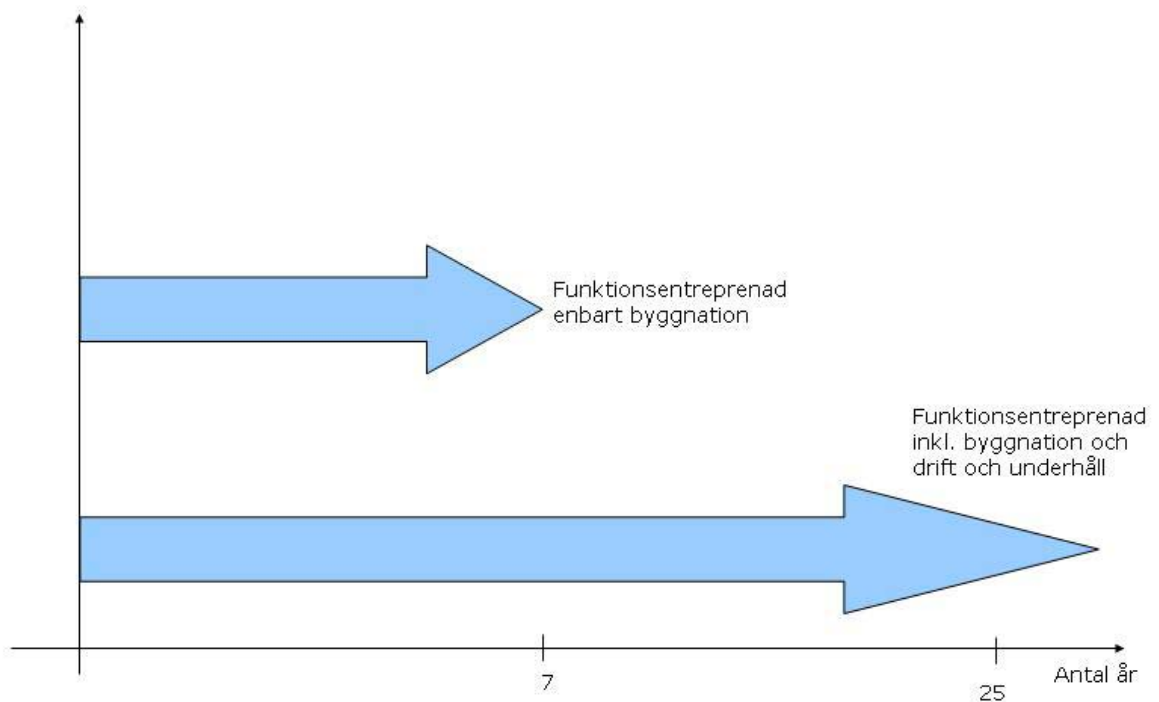 Funktionsentreprenad
enbart byggnation
Funktionsentreprenad
inkl. byggnation och
drift och underhåll
7
25
Antal år